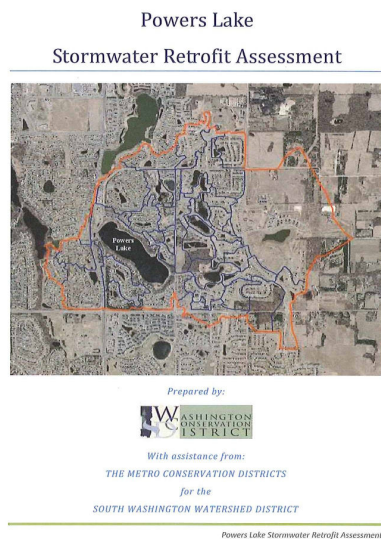 Powers Lake
Stormwater Retrofit Assessment
Powers
Lake
Prepared by:
WASHINGTON
CONSERVATION
DISTRICT
With assistance from:
THE METRO CONSERVATION DISTRICTS
for the
SOUTH WASHINGTON WATERSHED DISTRICT
Powers Lake Stormwater Retrofit Assessment